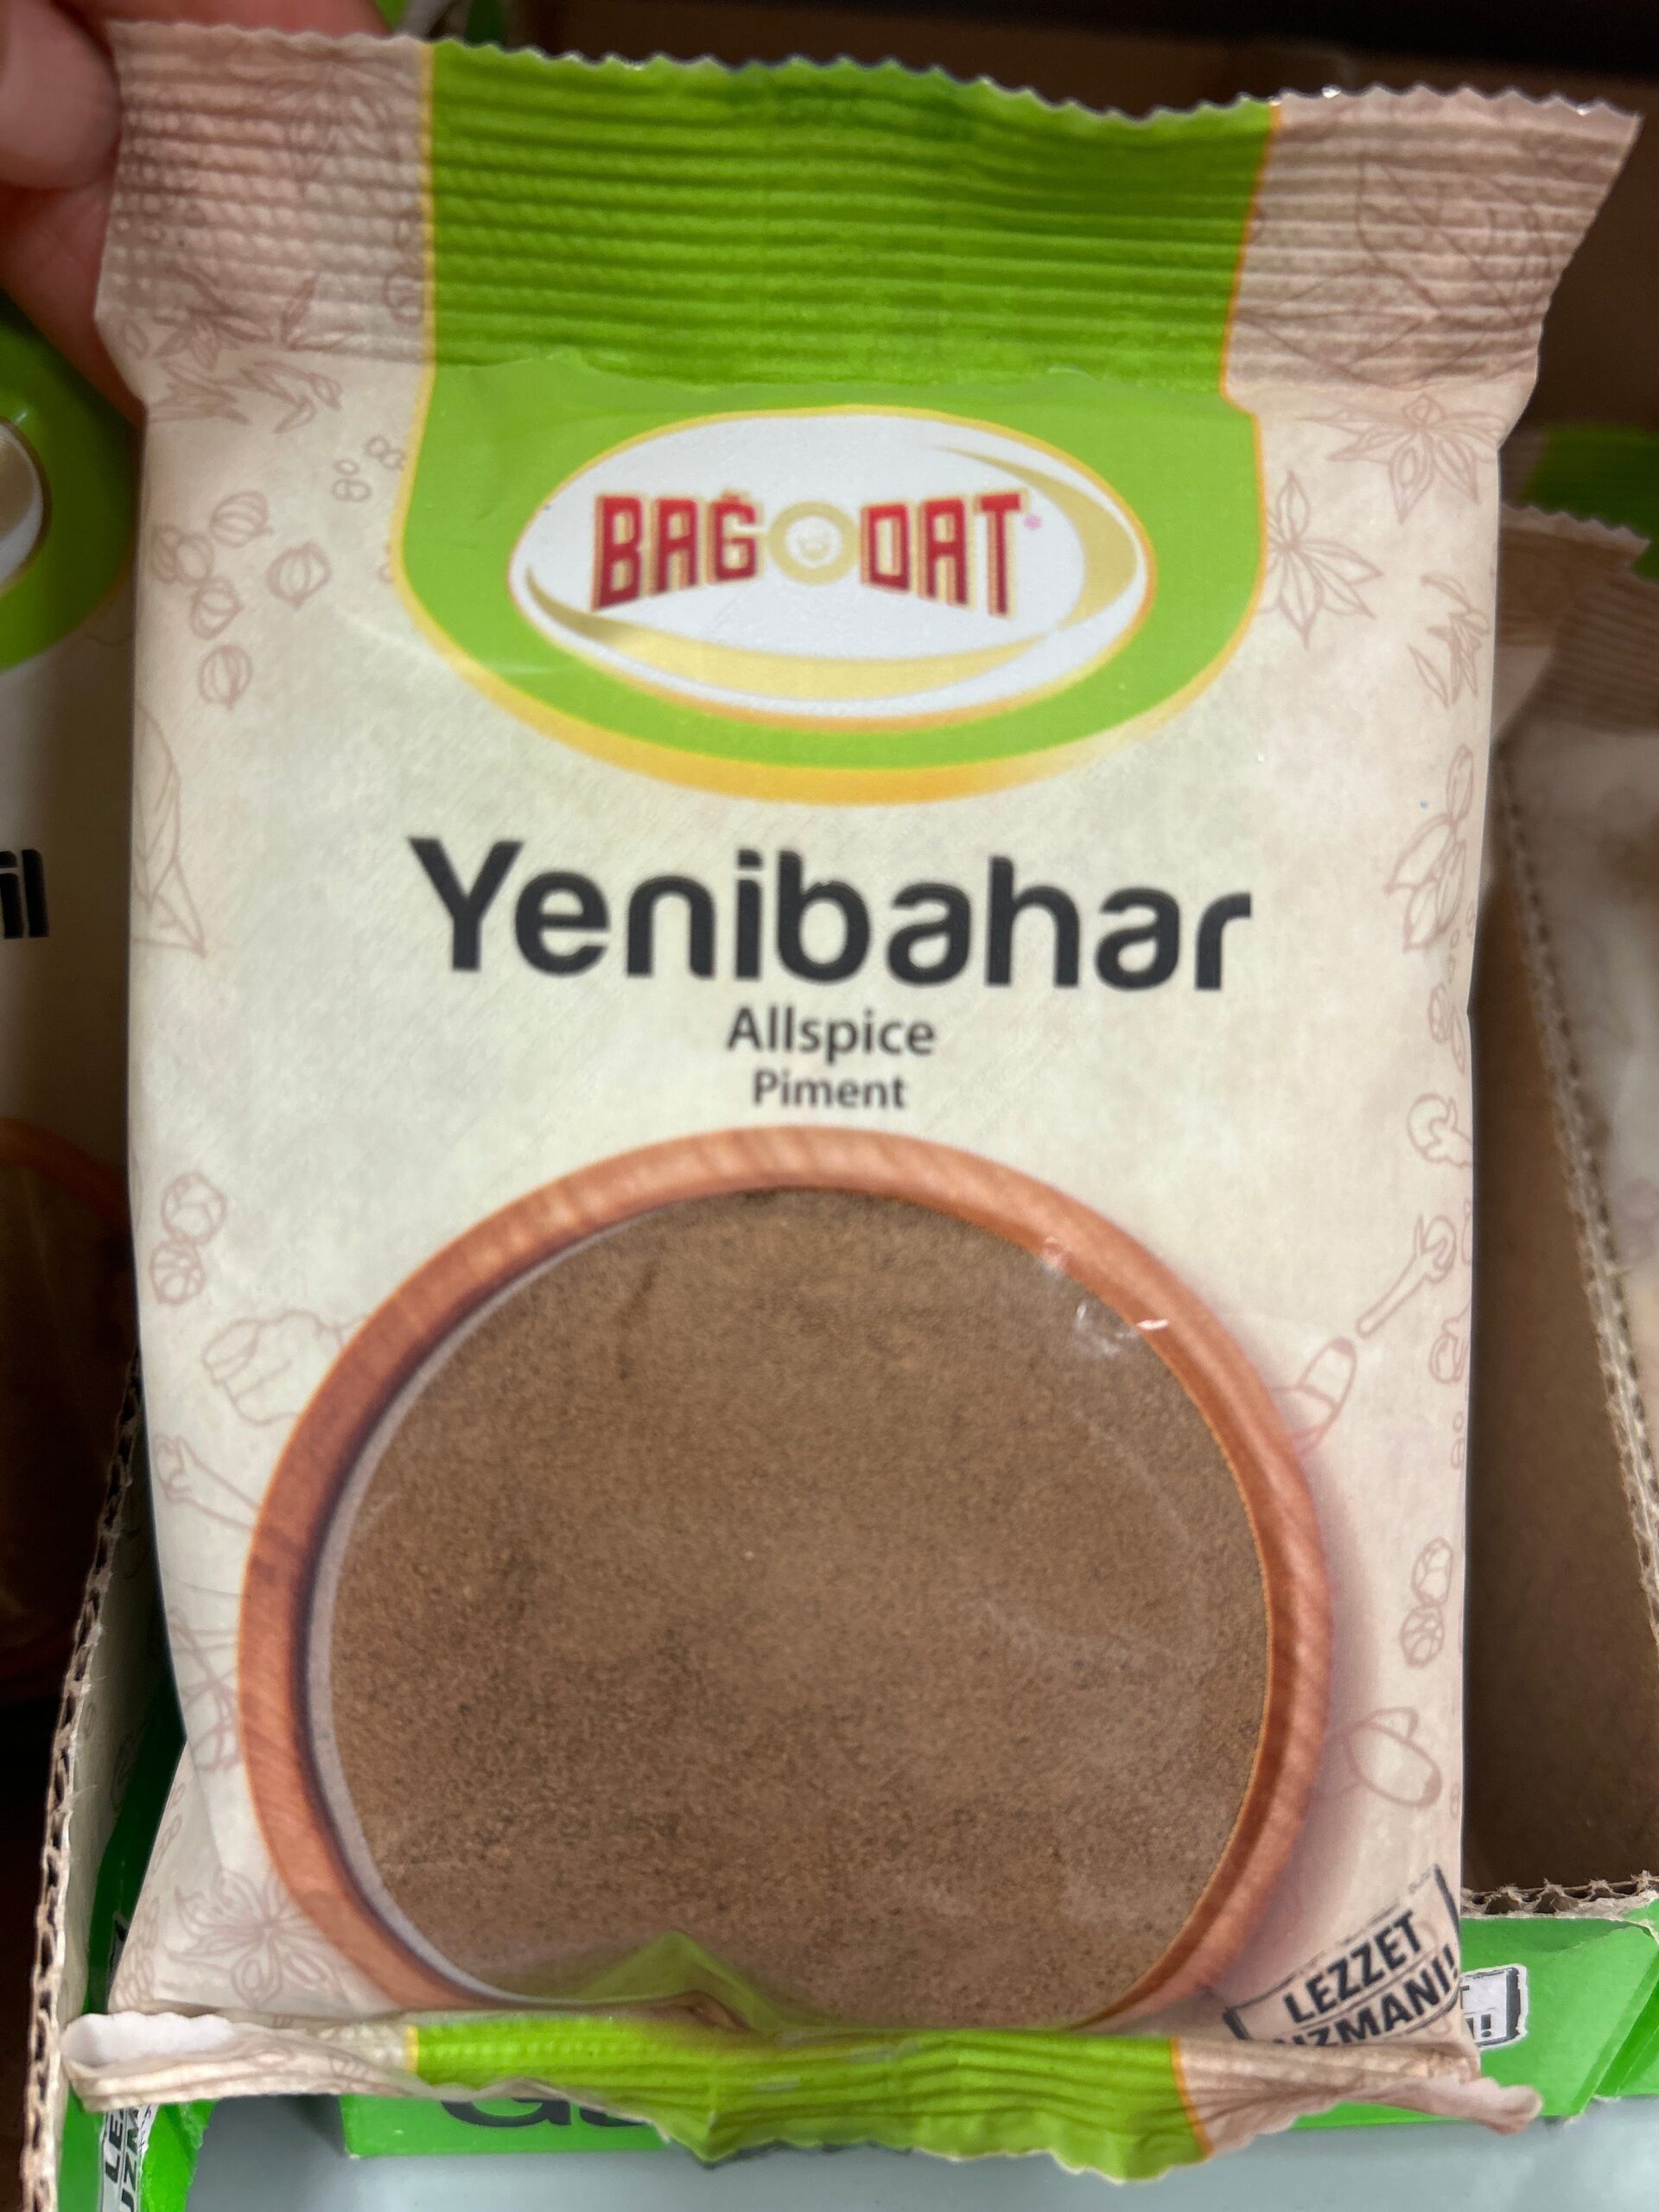 BAĞDAT
Yenibahar
Allspice
Piment
LEZZET
UZMANI!